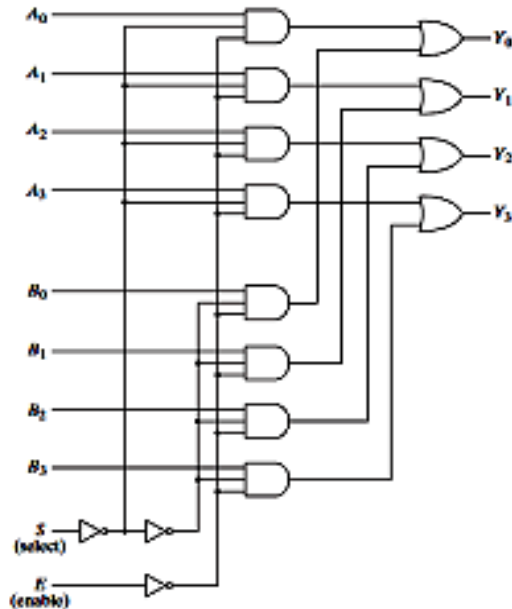 A₀
Y₀
A₁
Y₁
A₂
Y₂
A₃
Y₃
B₀
B₁
B₂
B₃
S
(select)
E
(enable)